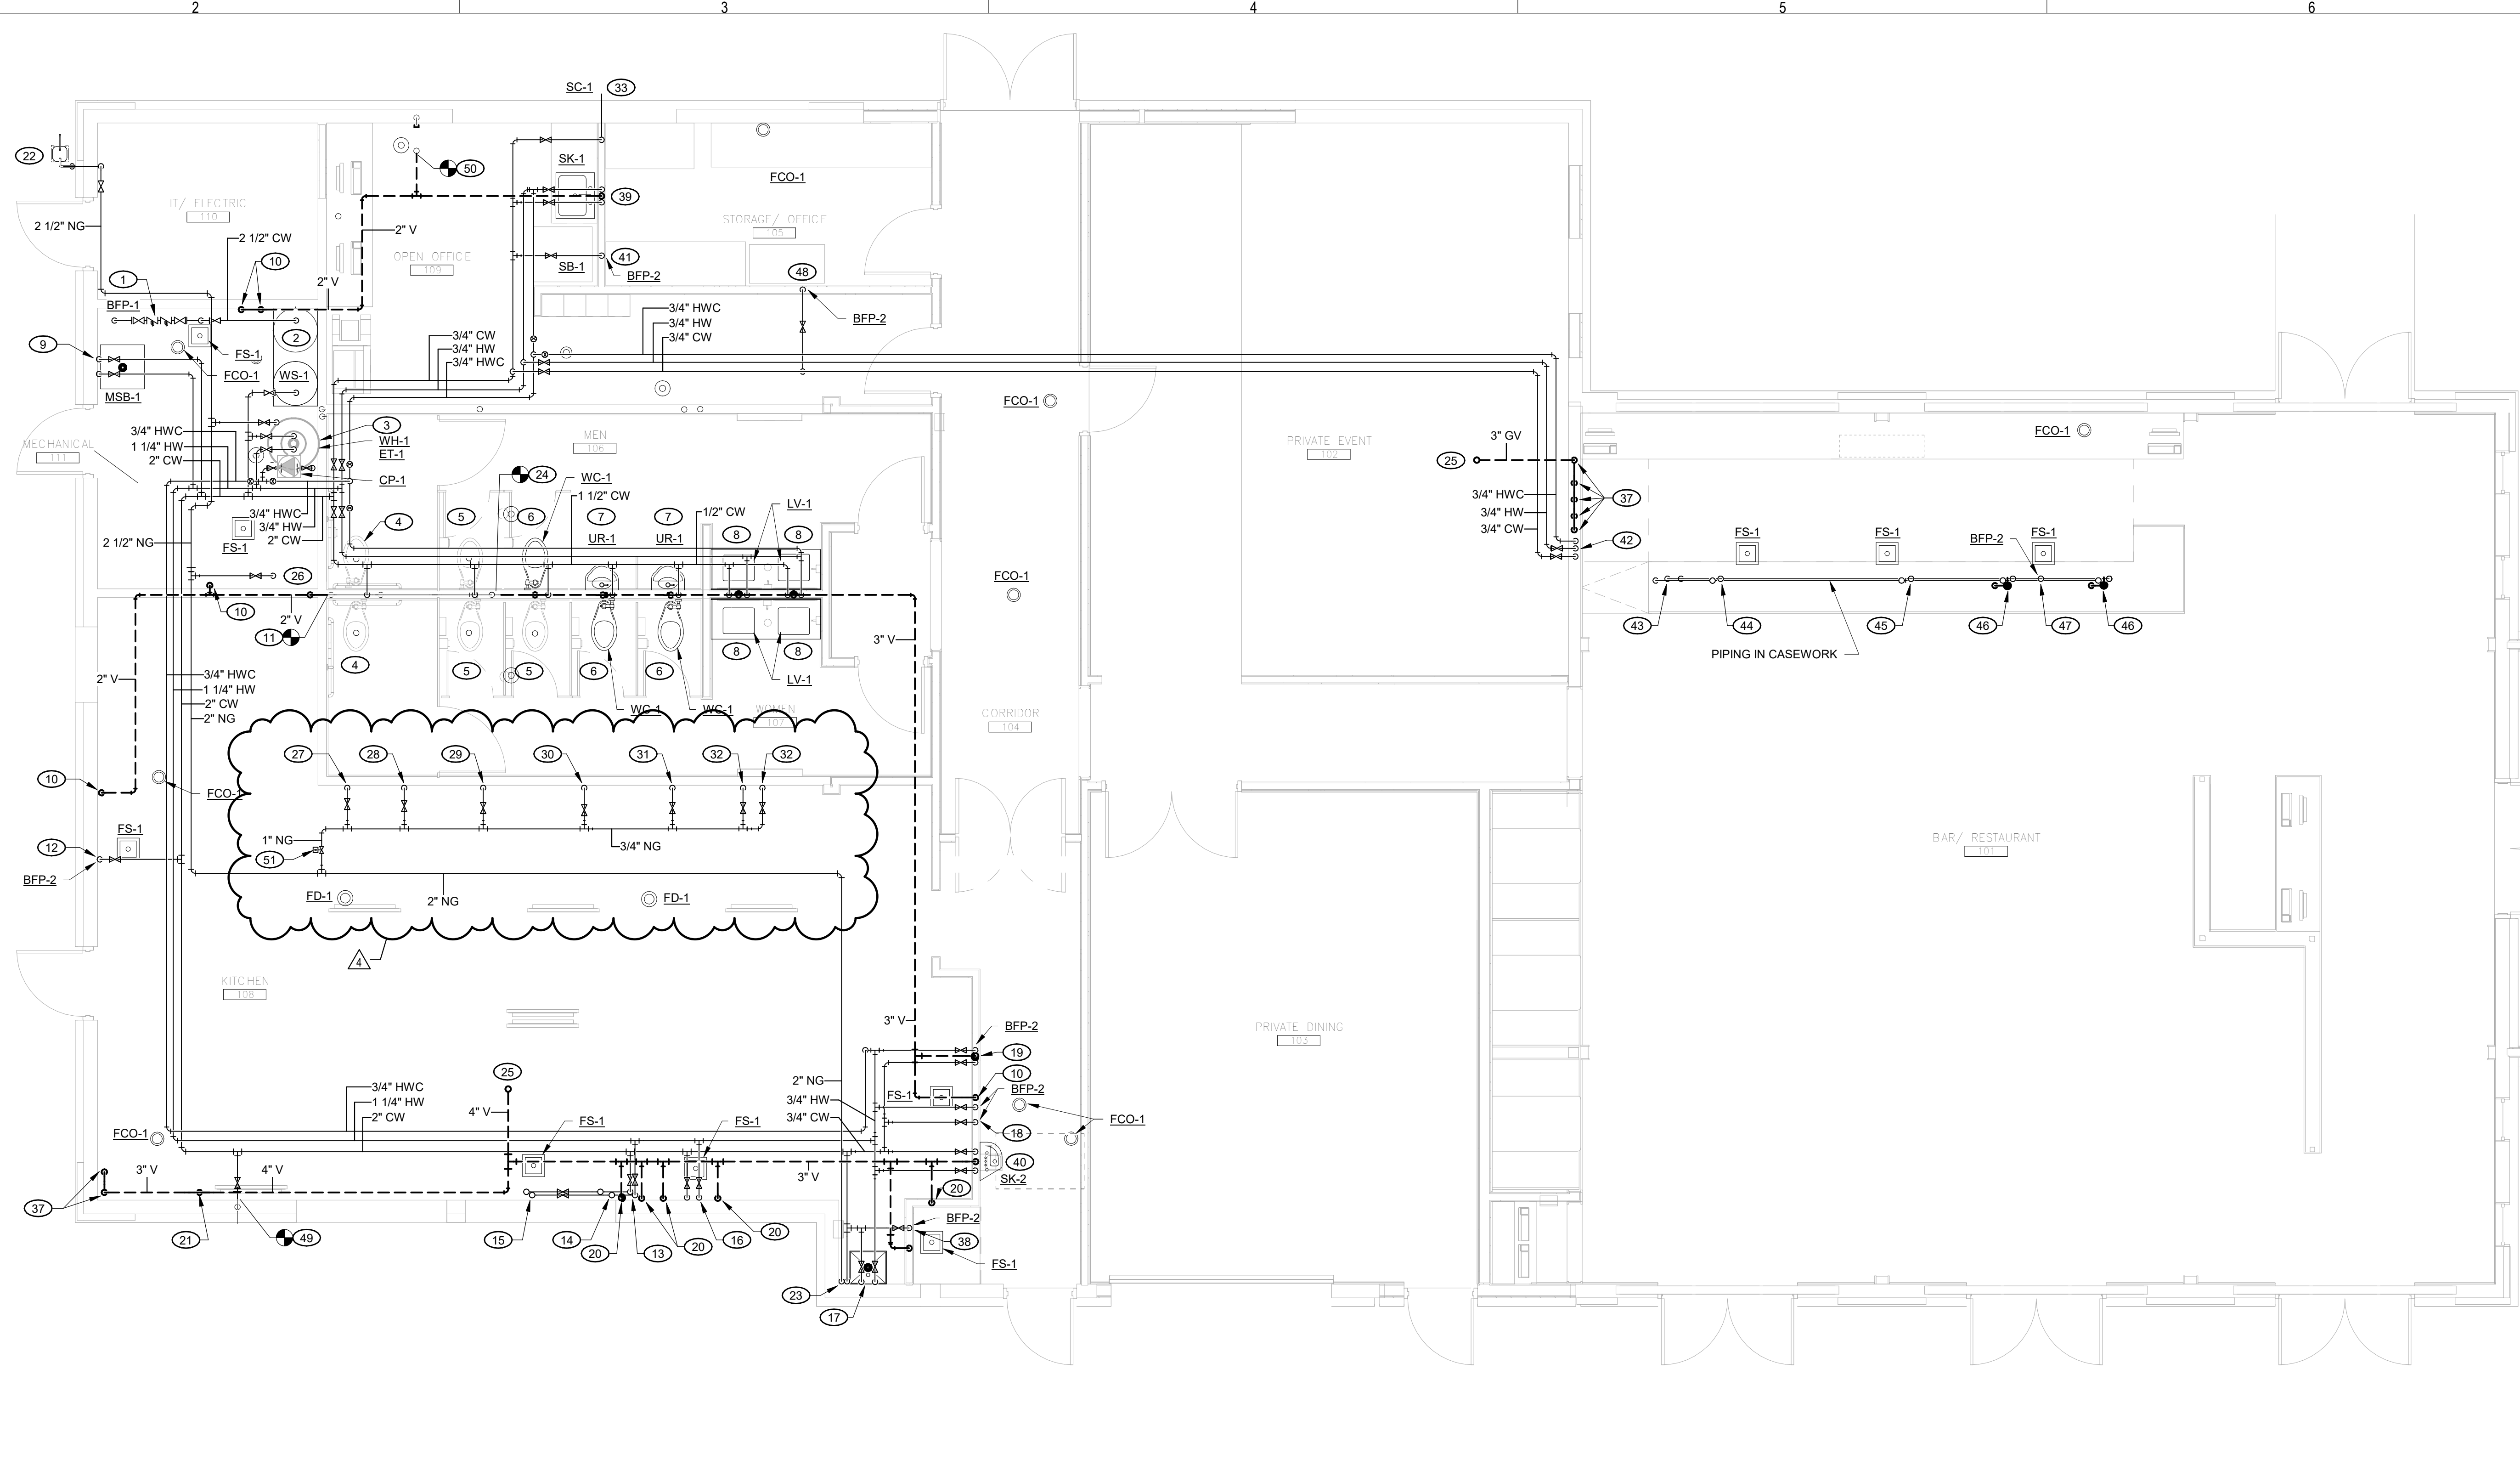 2
3
4
5
6
SC-1
33
22
SK-1
50
FCO-1
IT/ ELECTRIC
110
39
STORAGE/ OFFICE
105
2 1/2" NG
2" V
2 1/2" CW
OPEN OFFICE
109
10
41
SB-1
BFP-2
48
1
2" V
BFP-1
3/4" HWC
3/4" HW
3/4" CW
BFP-2
2
3/4" CW
3/4" HW
3/4" HWC
9
FS-1
FCO-1
WS-1
MSB-1
FCO-1
3
3/4" HWC
1 1/4" HW
2" CW
WH-1
ET-1
MEN
106
MECHANICAL
111
PRIVATE EVENT
102
3" GV
25
FCO-1
24
WC-1
CP-1
1 1/2" CW
LV-1
3/4" HWC
3/4" HW
3/4" CW
37
3/4" HWC
3/4" HW
2" CW
FS-1
4
5
6
7
7
1/2" CW
UR-1
UR-1
8
8
42
FS-1
FS-1
FS-1
BFP-2
2 1/2" NG
26
FCO-1
10
2" V
11
3" V
43
44
45
46
47
46
PIPING IN CASEWORK
4
5
5
6
6
8
8
LV-1
2" V
3/4" HWC
1 1/4" HW
2" CW
2" NG
WC-1
WC-1
WOMEN
107
CORRIDOR
104
27
28
29
30
31
32
32
10
FCO-1
FS-1
12
BFP-2
1" NG
51
3/4" NG
BAR/ RESTAURANT
101
FD-1
2" NG
FD-1
4
KITCHEN
108
3" V
BFP-2
PRIVATE DINING
103
19
25
2" NG
10
FS-1
BFP-2
3/4" HWC
1 1/4" HW
2" CW
4" V
3/4" HW
3/4" CW
FS-1
FS-1
18
FCO-1
FCO-1
3" V
4" V
3" V
40
SK-2
20
37
21
49
15
14
20
13
20
16
20
BFP-2
38
FS-1
23
17